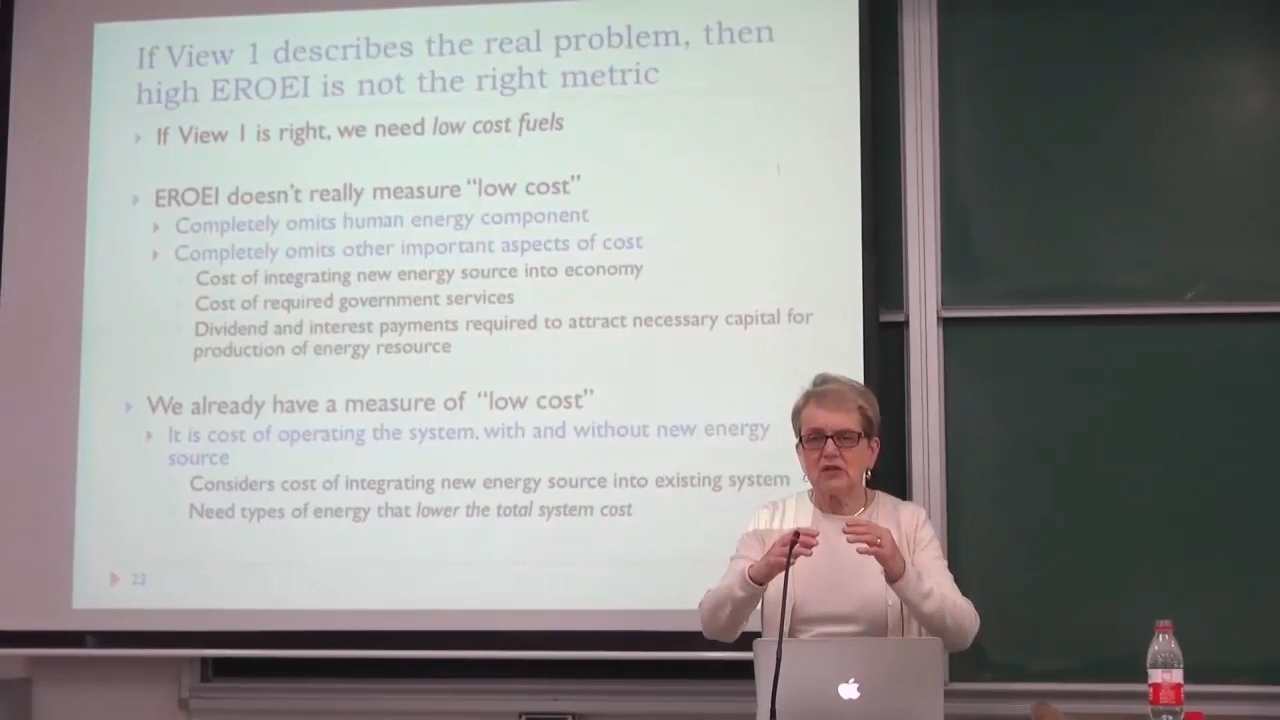 If View 1 describes the real problem, then
high EROEI is not the right metric
If View 1 is right, we need low cost fuels
EROEI doesn't really measure "low cost"
Completely omits human energy component
Completely omits other important aspects of cost
Cost of integrating new energy source into economy
Cost of required government services
Dividend and interest payments required to attract necessary capital for
production of energy resource
We already have a measure of "low cost"
It is cost of operating the system, with and without new energy
source
Considers cost of integrating new energy source into existing system
Need types of energy that lower the total system cost
23